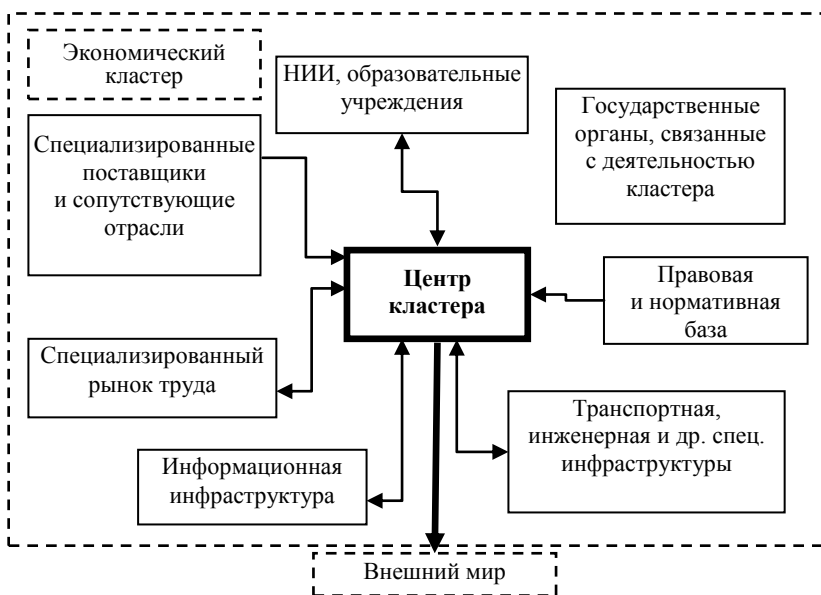 Экономический
кластер
НИИ, образовательные
учреждения
Государственные
органы, связанные
с деятельностью
кластера
Специализированные
поставщики
и сопутствующие
отрасли
Центр
кластера
Правовая
и нормативная
база
Специализированный
рынок труда
Транспортная,
инженерная и др. спец.
инфраструктуры
Информационная
инфраструктура
Внешний мир